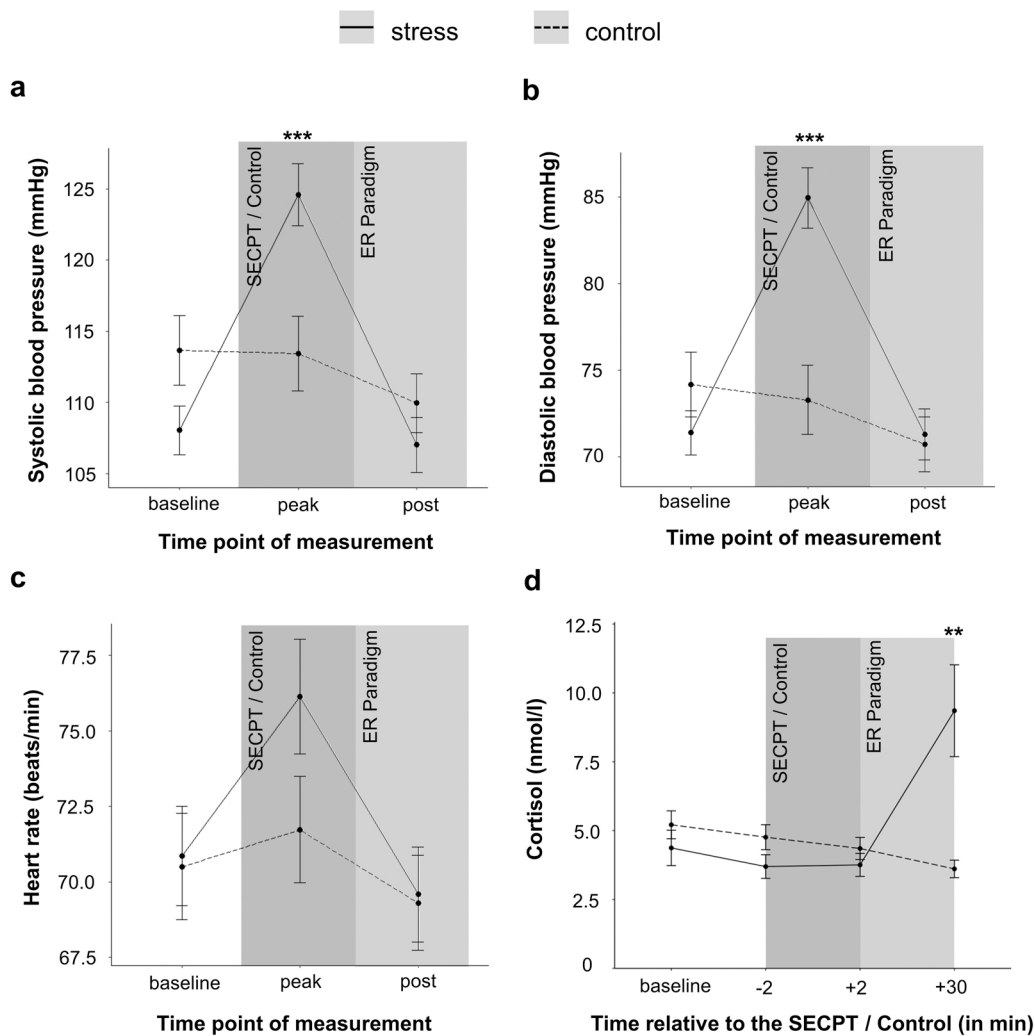 stress
control
a
***
SECPT / Control
ER Paradigm
Systolic blood pressure (mmHg)
125
120
115
110
105
baseline
peak
post
Time point of measurement
b
***
SECPT / Control
ER Paradigm
Diastolic blood pressure (mmHg)
85
80
75
70
baseline
peak
post
Time point of measurement
c
SECPT / Control
ER Paradigm
Heart rate (beats/min)
77.5
75.0
72.5
70.0
67.5
baseline
peak
post
Time point of measurement
d
**
SECPT / Control
ER Paradigm
Cortisol (nmol/l)
12.5
10.0
7.5
5.0
2.5
0
baseline
-2
+2
+30
Time relative to the SECPT / Control (in min)